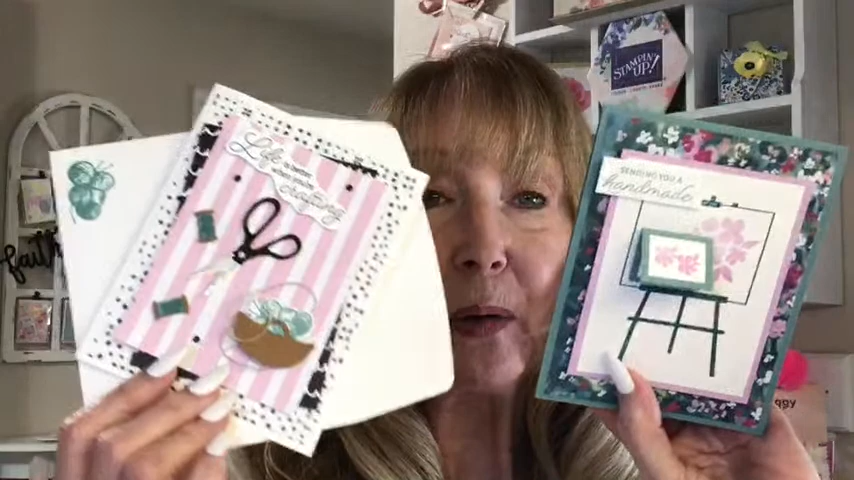 STAMPIN' UP!
Life
is better
when you're
crafting
SENDING YOU A
handmade
faith